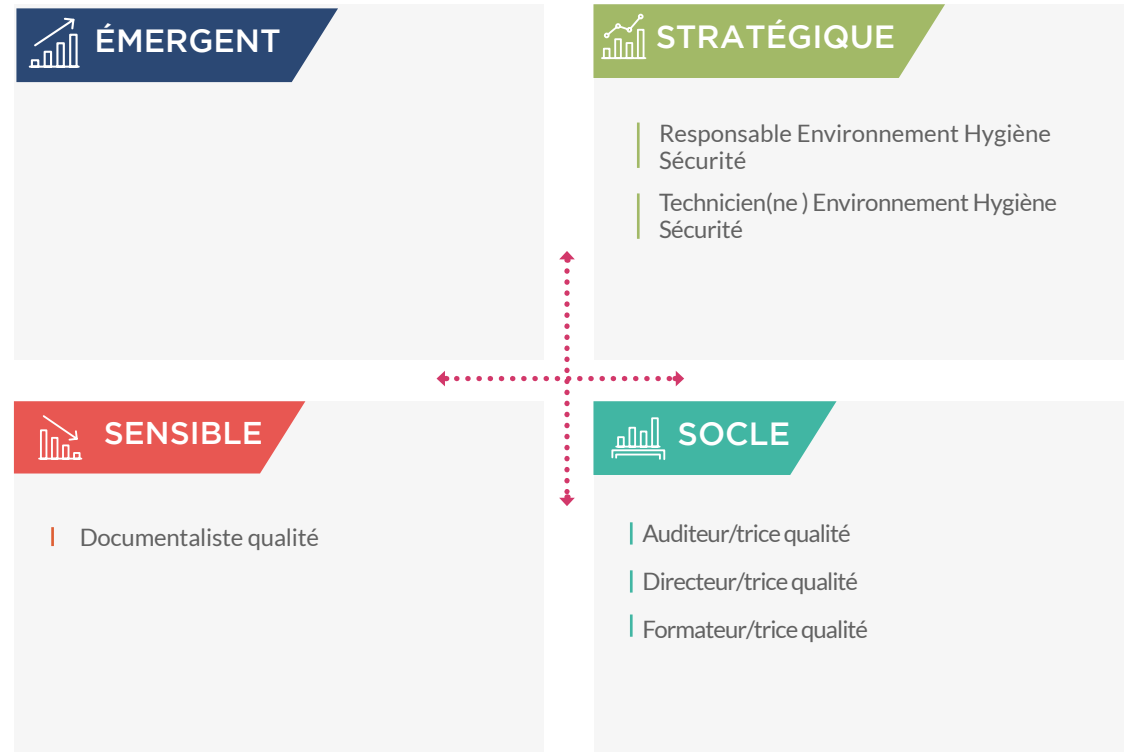 ÉMERGENT
STRATÉGIQUE
Responsable Environnement Hygiène
Sécurité
Technicien(ne ) Environnement Hygiène
Sécurité
SENSIBLE
Documentaliste qualité
SOCLE
Auditeur/trice qualité
Directeur/trice qualité
Formateur/trice qualité